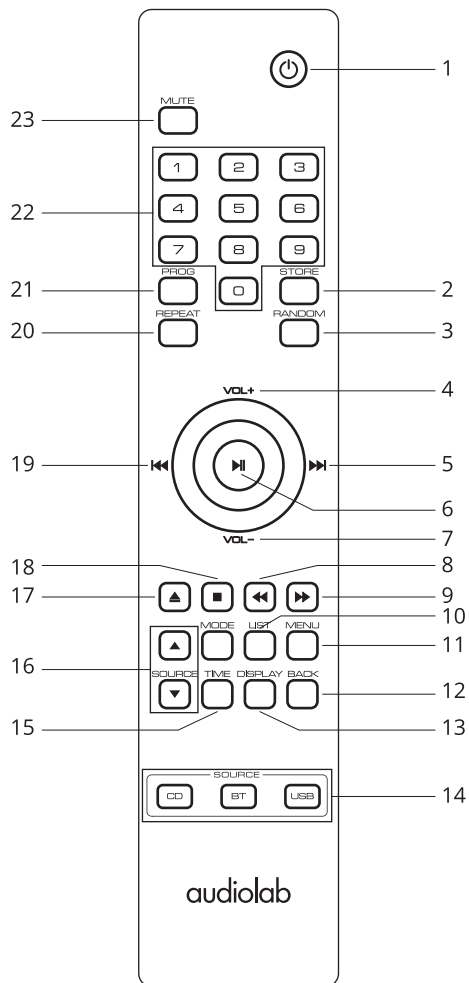 1
MUTE
23
1 2 3
22
4 5 6
7 8 9
PROG STORE
21 0 2
REPEAT RANDOM
20 3
VOL+ 4
19 5
6
VOL- 7
18 8
17 9
10
MODE LIST MENU
16 11
SOURCE TIME DISPLAY BACK
12
15 13
SOURCE
CD BT USB 14
audiolab